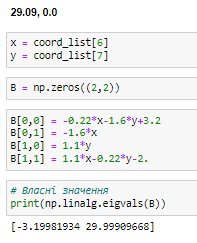 29.09, 0.0
x = coord_list[6]
y = coord_list[7]
B = np.zeros((2,2))
B[0,0] = -0.22*x-1.6*y+3.2
B[0,1] = -1.6*x
B[1,0] = 1.1*y
B[1,1] = 1.1*x-0.22*y-2.
# Власні значення
print(np.linalg.eigvals(B))
[-3.19981934 29.99909668]